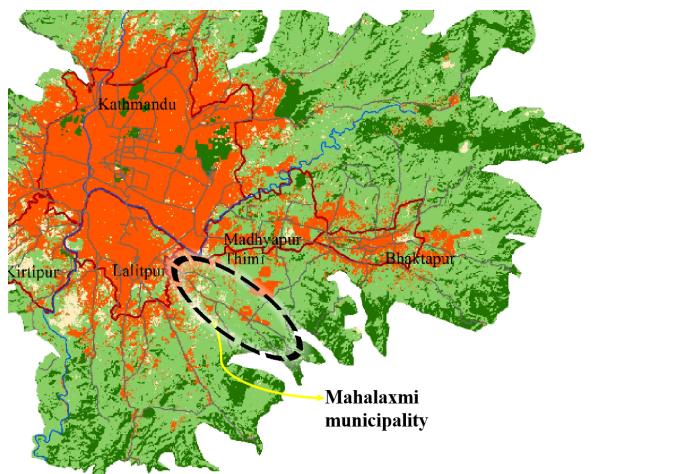 Kathmandu
Madhyapur
Thimi
Bhaktapur
Kirtipur
Lalitpur
Mahalaxmi
municipality